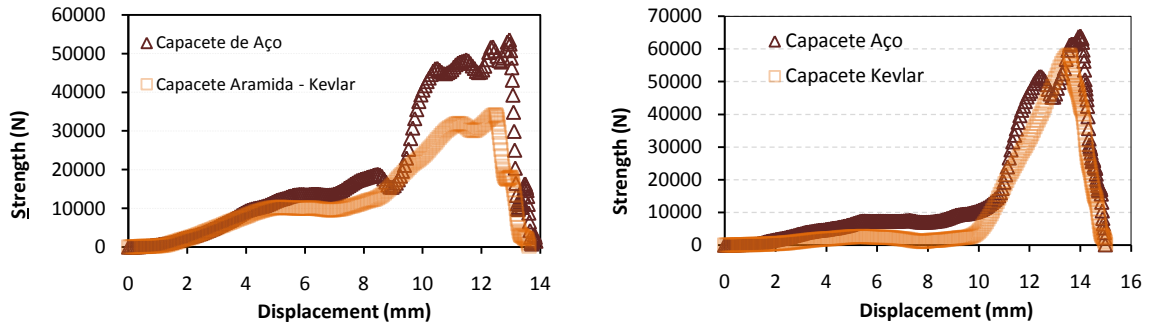 60000
50000
40000
30000
20000
10000
0
Strength (N)
Capacete de Aço
Capacete Aramida - Kevlar
0 2 4 6 8 10 12 14
Displacement (mm)
70000
60000
50000
40000
30000
20000
10000
0
Strength (N)
Capacete Aço
Capacete Kevlar
0 2 4 6 8 10 12 14 16
Displacement (mm)